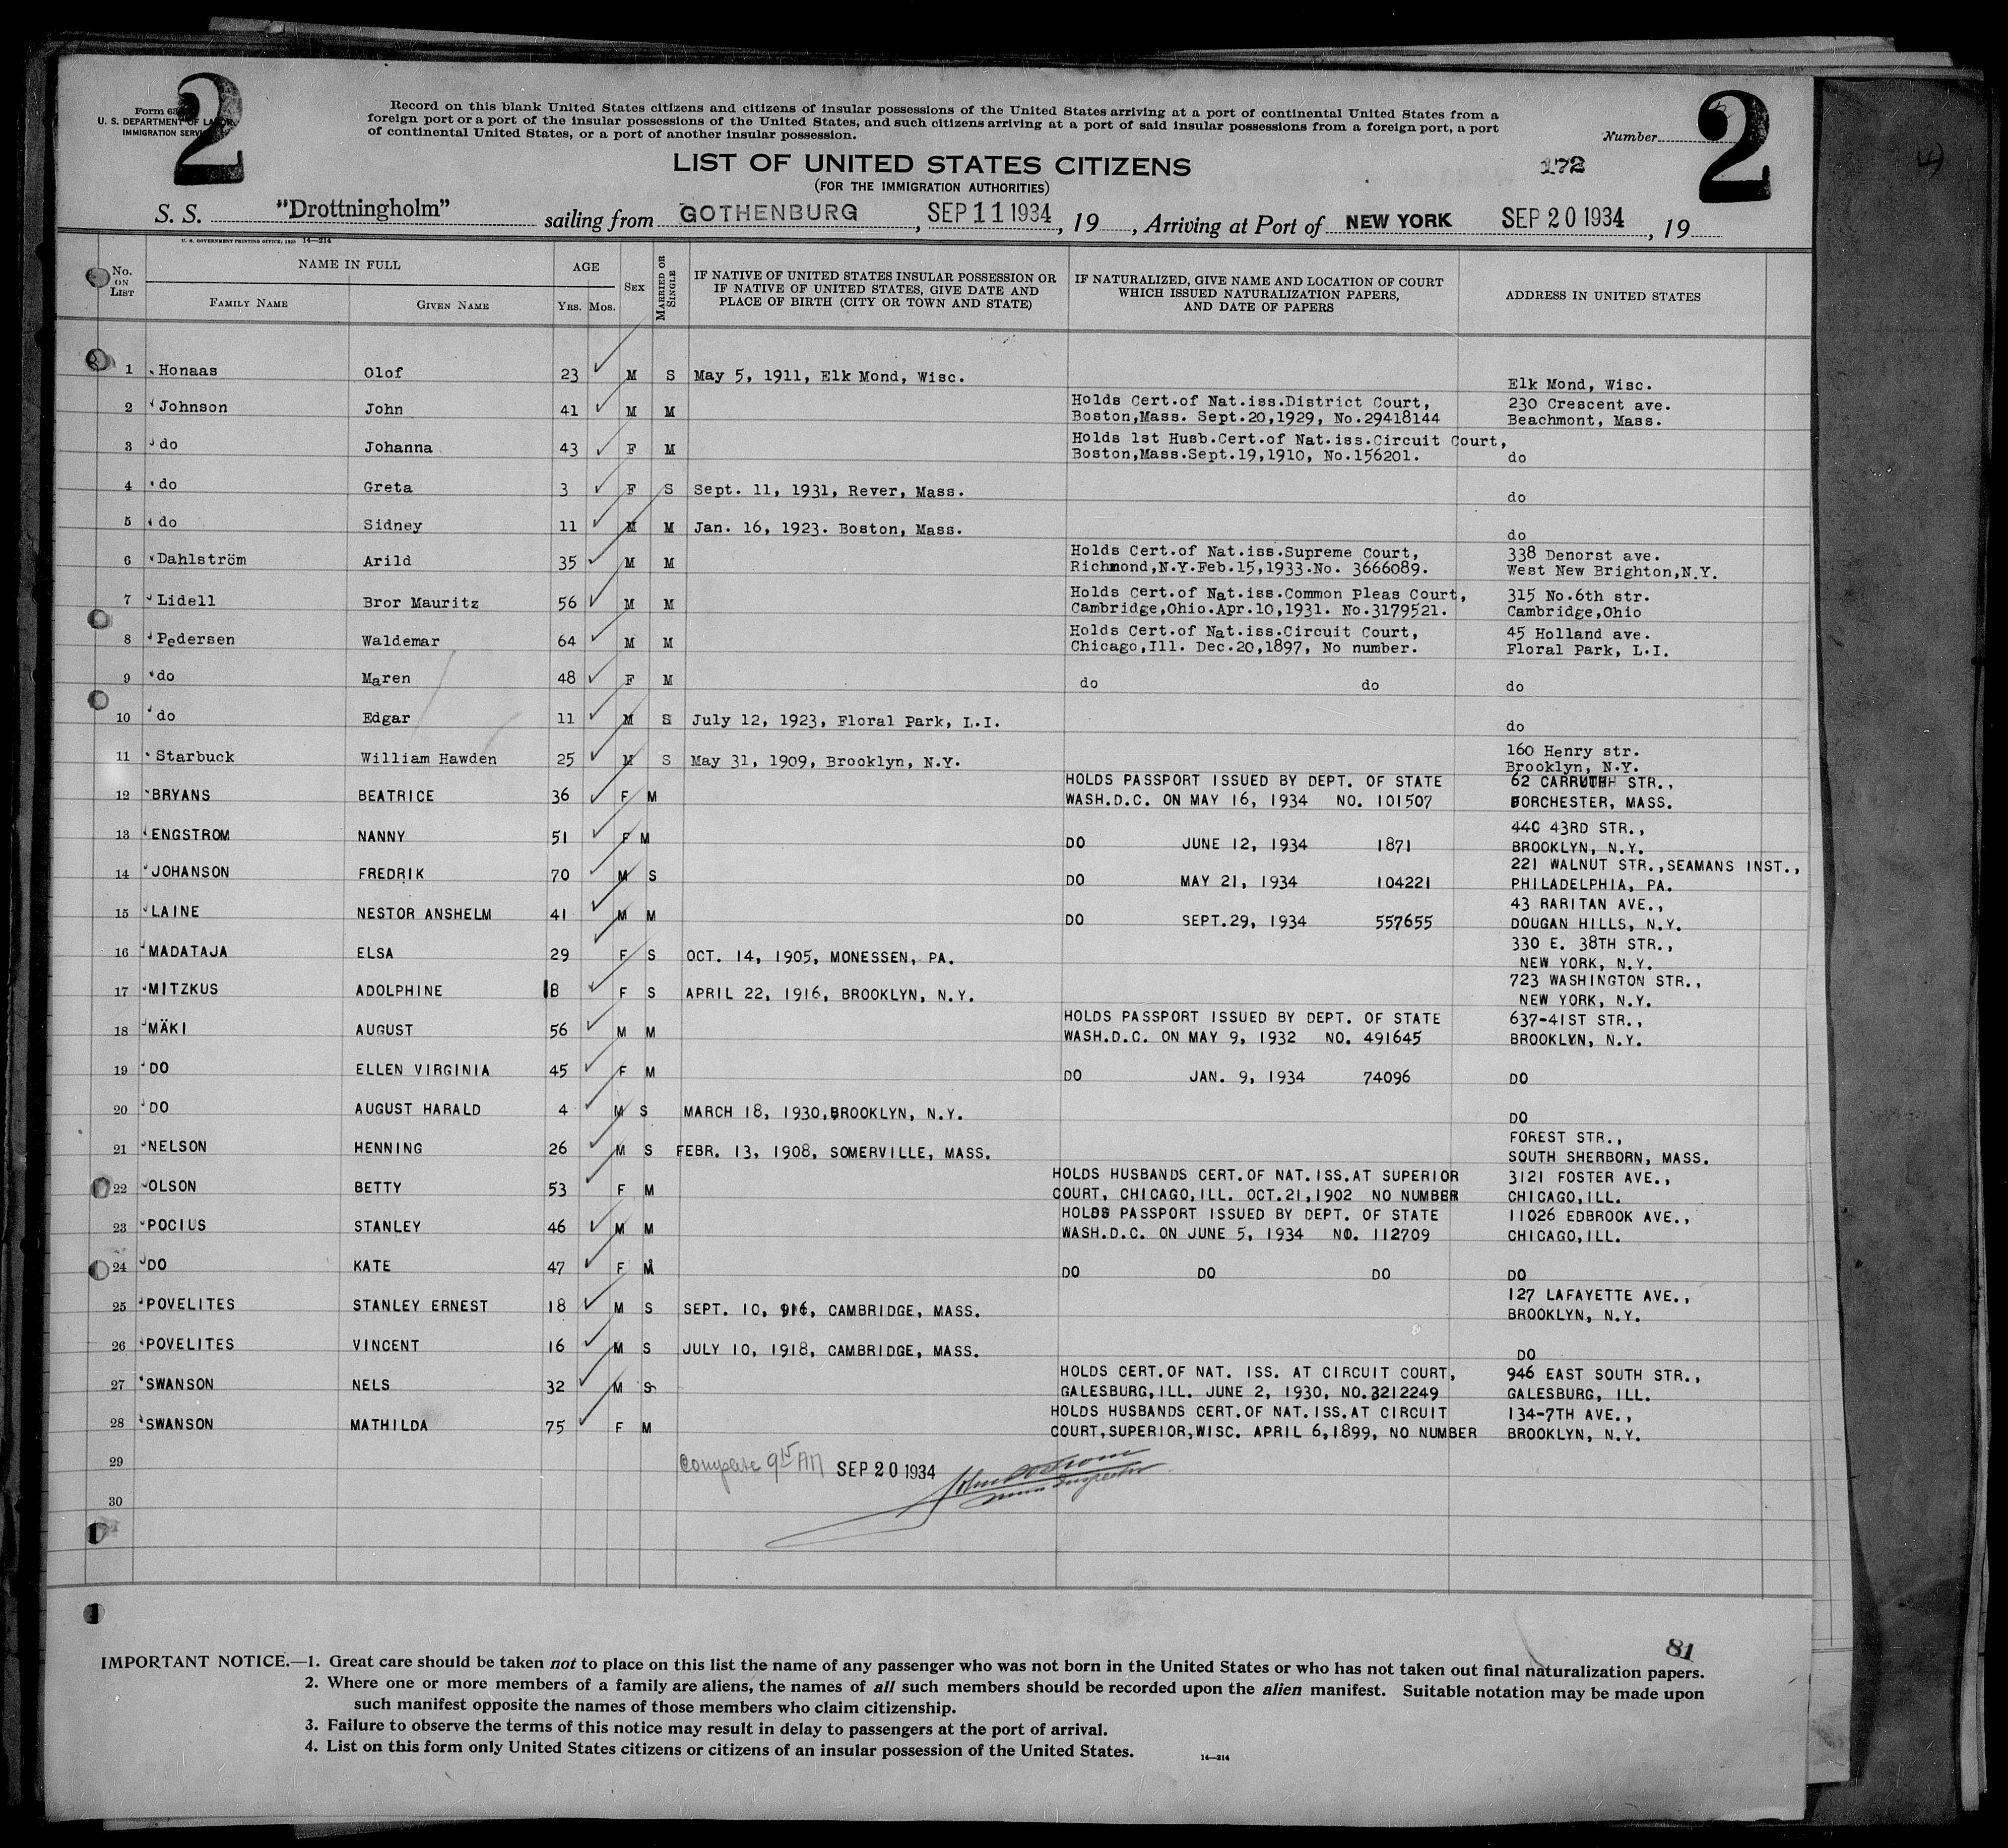 2
2
Form 63
U. S. DEPARTMENT OF LABOR
IMMIGRATION SERVICE
Record on this blank United States citizens and citizens of insular possessions of the United States arriving at a port of continental United States from a
foreign port or a port of the insular possessions of the United States, and such citizens arriving at a port of said insular possessions from a foreign port, a port
of continental United States, or a port of another insular possession.
Number
LIST OF UNITED STATES CITIZENS
172
(FOR THE IMMIGRATION AUTHORITIES)
S. S. "Drottningholm" sailing from GOTHENBURG, SEP 11 1934, 19 , Arriving at Port of NEW YORK SEP 20 1934, 19
U. S. GOVERNMENT PRINTING OFFICE: 14—214
No. ON LIST NAME IN FULL AGE SEX MARRIED OR SINGLE IF NATIVE OF UNITED STATES INSULAR POSSESSION OR IF NATIVE OF UNITED STATES, GIVE DATE AND PLACE OF BIRTH (CITY OR TOWN AND STATE) IF NATURALIZED, GIVE NAME AND LOCATION OF COURT WHICH ISSUED NATURALIZATION PAPERS, AND DATE OF PAPERS ADDRESS IN UNITED STATES
FAMILY NAME GIVEN NAME YRS. MOS.
1 Honaas Olof 23 M S May 5, 1911, Elk Mond, Wisc. Elk Mond, Wisc.
2 Johnson John 41 M M Holds Cert.of Nat.iss.District Court, 230 Crescent ave.
Boston,Mass. Sept.20,1929, No.29418144 Beachmont, Mass.
3 do Johanna 43 F M Holds 1st Husb.Cert.of Nat.iss.Circuit Court,
Boston,Mass.Sept.19,1910, No.156201. do
4 do Greta 3 F S Sept. 11, 1931, Rever, Mass. do
5 do Sidney 11 M M Jan. 16, 1923. Boston, Mass. do
6 Dahlström Arild 35 M M Holds Cert.of Nat.iss.Supreme Court, 338 Denorst ave.
Richmond,N.Y.Feb.15,1933.No. 3666089. West New Brighton,N.Y.
7 Lidell Bror Mauritz 56 M M Holds Cert.of Nat.iss.Common Pleas Court, 315 No.6th str.
Cambridge,Ohio.Apr.10,1931. No.3179521. Cambridge,Ohio
8 Pedersen Waldemar 64 M M Holds Cert.of Nat.iss.Circuit Court, 45 Holland ave.
Chicago,Ill. Dec.20,1897, No number. Floral Park, L.I.
9 do Maren 48 F M do do do
10 do Edgar 11 M S July 12, 1923, Floral Park, L.I. do
11 Starbuck William Hawden 25 M S May 31, 1909, Brooklyn, N.Y. 160 Henry str.
Brooklyn, N.Y.
12 BRYANS BEATRICE 36 F M HOLDS PASSPORT ISSUED BY DEPT. OF STATE 62 CARRUTH STR.,
WASH.D.C. ON MAY 16, 1934 NO. 101507 DORCHESTER, MASS.
13 ENGSTROM NANNY 51 F M DO JUNE 12, 1934 1871 440 43RD STR.,
BROOKLYN, N.Y.
14 JOHANSON FREDRIK 70 M S DO MAY 21, 1934 104221 221 WALNUT STR.,SEAMANS INST.,
PHILADELPHIA, PA.
15 LAINE NESTOR ANSHELM 41 M M DO SEPT.29, 1934 557655 43 RARITAN AVE.,
DOUGAN HILLS, N.Y.
16 MADATAJA ELSA 29 F S OCT. 14, 1905, MONESSEN, PA. 330 E. 38TH STR.,
NEW YORK, N.Y.
17 MITZKUS ADOLPHINE 18 F S APRIL 22, 1916, BROOKLYN, N.Y. 723 WASHINGTON STR.,
NEW YORK, N.Y.
18 MÄKI AUGUST 56 M M HOLDS PASSPORT ISSUED BY DEPT. OF STATE 637-41ST STR.,
WASH.D.C. ON MAY 9, 1932 NO. 491645 BROOKLYN, N.Y.
19 DO ELLEN VIRGINIA 45 F M DO JAN. 9, 1934 74096 DO
20 DO AUGUST HARALD 4 M S MARCH 18, 1930,BROOKLYN, N.Y. DO
21 NELSON HENNING 26 M S FEBR. 13, 1908, SOMERVILLE, MASS. FOREST STR.,
SOUTH SHERBORN, MASS.
22 OLSON BETTY 53 F M HOLDS HUSBANDS CERT.OF NAT.ISS.AT SUPERIOR 3121 FOSTER AVE.,
COURT, CHICAGO,ILL. OCT.21,1902 NO NUMBER CHICAGO,ILL.
23 POCIUS STANLEY 46 M M HOLDS PASSPORT ISSUED BY DEPT. OF STATE 11026 EDBROOK AVE.,
WASH.D.C. ON JUNE 5, 1934 NO. 112709 CHICAGO,ILL.
24 DO KATE 47 F M DO DO DO DO
25 POVELITES STANLEY ERNEST 18 M S SEPT. 10, 916, CAMBRIDGE, MASS. 127 LAFAYETTE AVE.,
BROOKLYN, N.Y.
26 POVELITES VINCENT 16 M S JULY 10, 1918, CAMBRIDGE, MASS. DO
27 SWANSON NELS 32 M S HOLDS CERT.OF NAT. ISS. AT CIRCUIT COURT, 946 EAST SOUTH STR.,
GALESBURG,ILL. JUNE 2, 1930, NO.3212249 GALESBURG, ILL.
28 SWANSON MATHILDA 75 F M HOLDS HUSBANDS CERT.OF NAT.ISS.AT CIRCUIT 134-7TH AVE.,
COURT,SUPERIOR,WISC. APRIL 6,1899, NO NUMBER BROOKLYN, N.Y.
29 SEP 20 1934
30
81
IMPORTANT NOTICE.—1. Great care should be taken not to place on this list the name of any passenger who was not born in the United States or who has not taken out final naturalization papers.
2. Where one or more members of a family are aliens, the names of all such members should be recorded upon the alien manifest. Suitable notation may be made upon
such manifest opposite the names of those members who claim citizenship.
3. Failure to observe the terms of this notice may result in delay to passengers at the port of arrival.
4. List on this form only United States citizens or citizens of an insular possession of the United States.
14—214